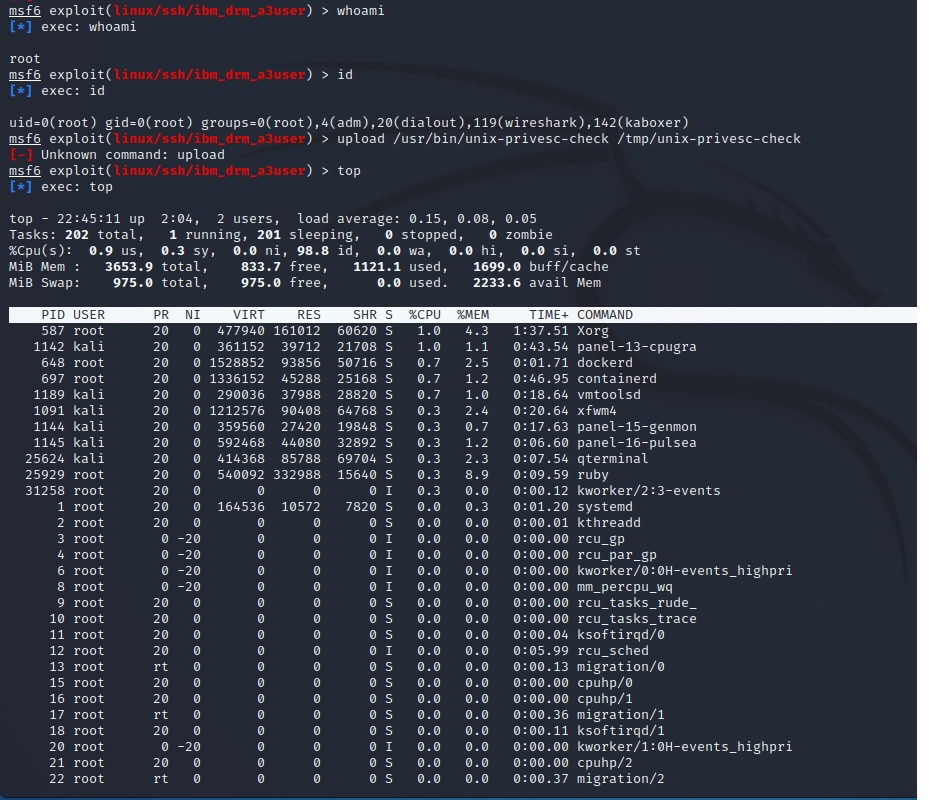 msf6 exploit(linux/ssh/ibm_drm_a3user) > whoami
[*] exec: whoami
root
msf6 exploit(linux/ssh/ibm_drm_a3user) > id
[*] exec: id
uid=0(root) gid=0(root) groups=0(root),4(adm),20(dialout),119(wireshark),142(kaboxer)
msf6 exploit(linux/ssh/ibm_drm_a3user) > upload /usr/bin/unix-privesc-check /tmp/unix-privesc-check
[-] Unknown command: upload
msf6 exploit(linux/ssh/ibm_drm_a3user) > top
[*] exec: top
top - 22:45:11 up  2:04,  2 users,  load average: 0.15, 0.08, 0.05
Tasks: 202 total,   1 running, 201 sleeping,   0 stopped,   0 zombie
%Cpu(s):  0.9 us,  0.3 sy,  0.0 ni, 98.8 id,  0.0 wa,  0.0 hi,  0.0 si,  0.0 st
MiB Mem :   3653.9 total,    833.7 free,   1121.1 used,   1699.0 buff/cache
MiB Swap:    975.0 total,    975.0 free,      0.0 used.   2233.6 avail Mem
PID USER      PR  NI    VIRT    RES    SHR S  %CPU  %MEM     TIME+ COMMAND
587 root      20   0  477940 161012  60620 S   1.0   4.3   1:37.51 Xorg
1142 kali      20   0  361152  39712  21708 S   1.0   1.1   0:43.54 panel-13-cpugra
648 root      20   0 1528852  93856  50716 S   0.7   2.5   0:01.71 dockerd
697 root      20   0 1336152  45288  25168 S   0.7   1.2   0:46.95 containerd
1189 kali      20   0  290036  37988  28820 S   0.7   1.0   0:18.64 vmtoolsd
1091 kali      20   0 1212576  90408  64768 S   0.3   2.4   0:20.64 xfwm4
1144 kali      20   0  359560  27420  19848 S   0.3   0.7   0:17.63 panel-15-genmon
1145 kali      20   0  592468  44080  32892 S   0.3   1.2   0:06.60 panel-16-pulsea
25624 kali      20   0  414368  85788  69704 S   0.3   2.3   0:07.54 qterminal
25929 root      20   0  540092 332988  15640 S   0.3   8.9   0:09.59 ruby
31258 root      20   0       0      0      0 I   0.3   0.0   0:00.12 kworker/2:3-events
1 root      20   0  164536  10572   7820 S   0.0   0.3   0:01.20 systemd
2 root      20   0       0      0      0 S   0.0   0.0   0:00.01 kthreadd
3 root       0 -20       0      0      0 I   0.0   0.0   0:00.00 rcu_gp
4 root       0 -20       0      0      0 I   0.0   0.0   0:00.00 rcu_par_gp
6 root       0 -20       0      0      0 I   0.0   0.0   0:00.00 kworker/0:0H-events_highpri
8 root       0 -20       0      0      0 I   0.0   0.0   0:00.00 mm_percpu_wq
9 root      20   0       0      0      0 S   0.0   0.0   0:00.00 rcu_tasks_rude_
10 root      20   0       0      0      0 S   0.0   0.0   0:00.00 rcu_tasks_trace
11 root      20   0       0      0      0 S   0.0   0.0   0:00.04 ksoftirqd/0
12 root      20   0       0      0      0 I   0.0   0.0   0:05.99 rcu_sched
13 root      rt   0       0      0      0 S   0.0   0.0   0:00.13 migration/0
15 root      20   0       0      0      0 S   0.0   0.0   0:00.00 cpuhp/0
16 root      20   0       0      0      0 S   0.0   0.0   0:00.00 cpuhp/1
17 root      rt   0       0      0      0 S   0.0   0.0   0:00.36 migration/1
18 root      20   0       0      0      0 S   0.0   0.0   0:00.11 ksoftirqd/1
20 root       0 -20       0      0      0 I   0.0   0.0   0:00.00 kworker/1:0H-events_highpri
21 root      20   0       0      0      0 S   0.0   0.0   0:00.00 cpuhp/2
22 root      rt   0       0      0      0 S   0.0   0.0   0:00.37 migration/2